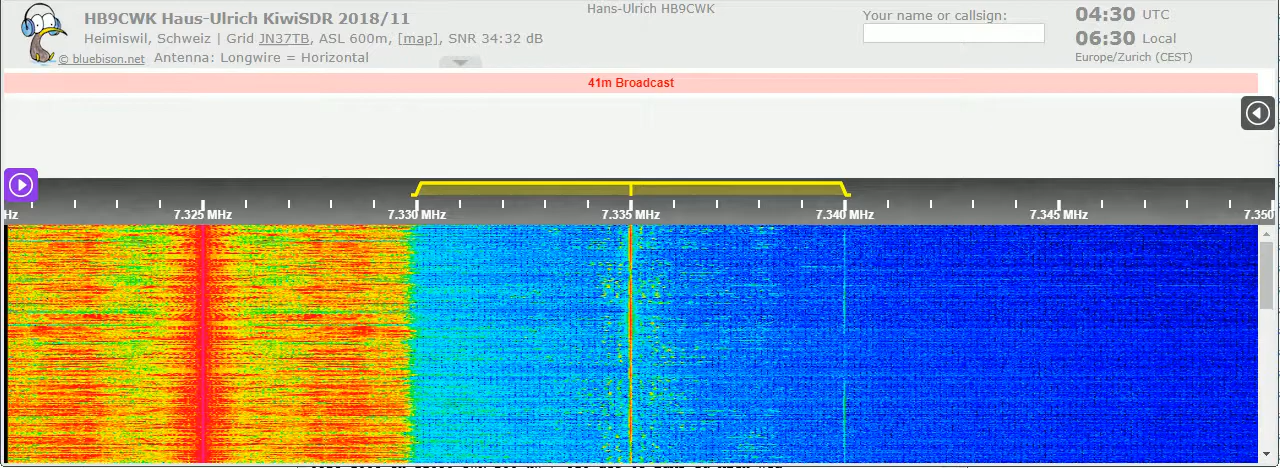 HB9CWK Haus-Ulrich KiwiSDR 2018/11
Heimiswil, Schweiz | Grid JN37TB, ASL 600m, [map], SNR 34:32 dB
© bluebison.net Antenna: Longwire = Horizontal
Hans-Ulrich HB9CWK
Your name or callsign:
04:30 UTC
06:30 Local
Europe/Zurich (CEST)
41m Broadcast
Hz 7.325 MHz 7.330 MHz 7.335 MHz 7.340 MHz 7.345 MHz 7.350